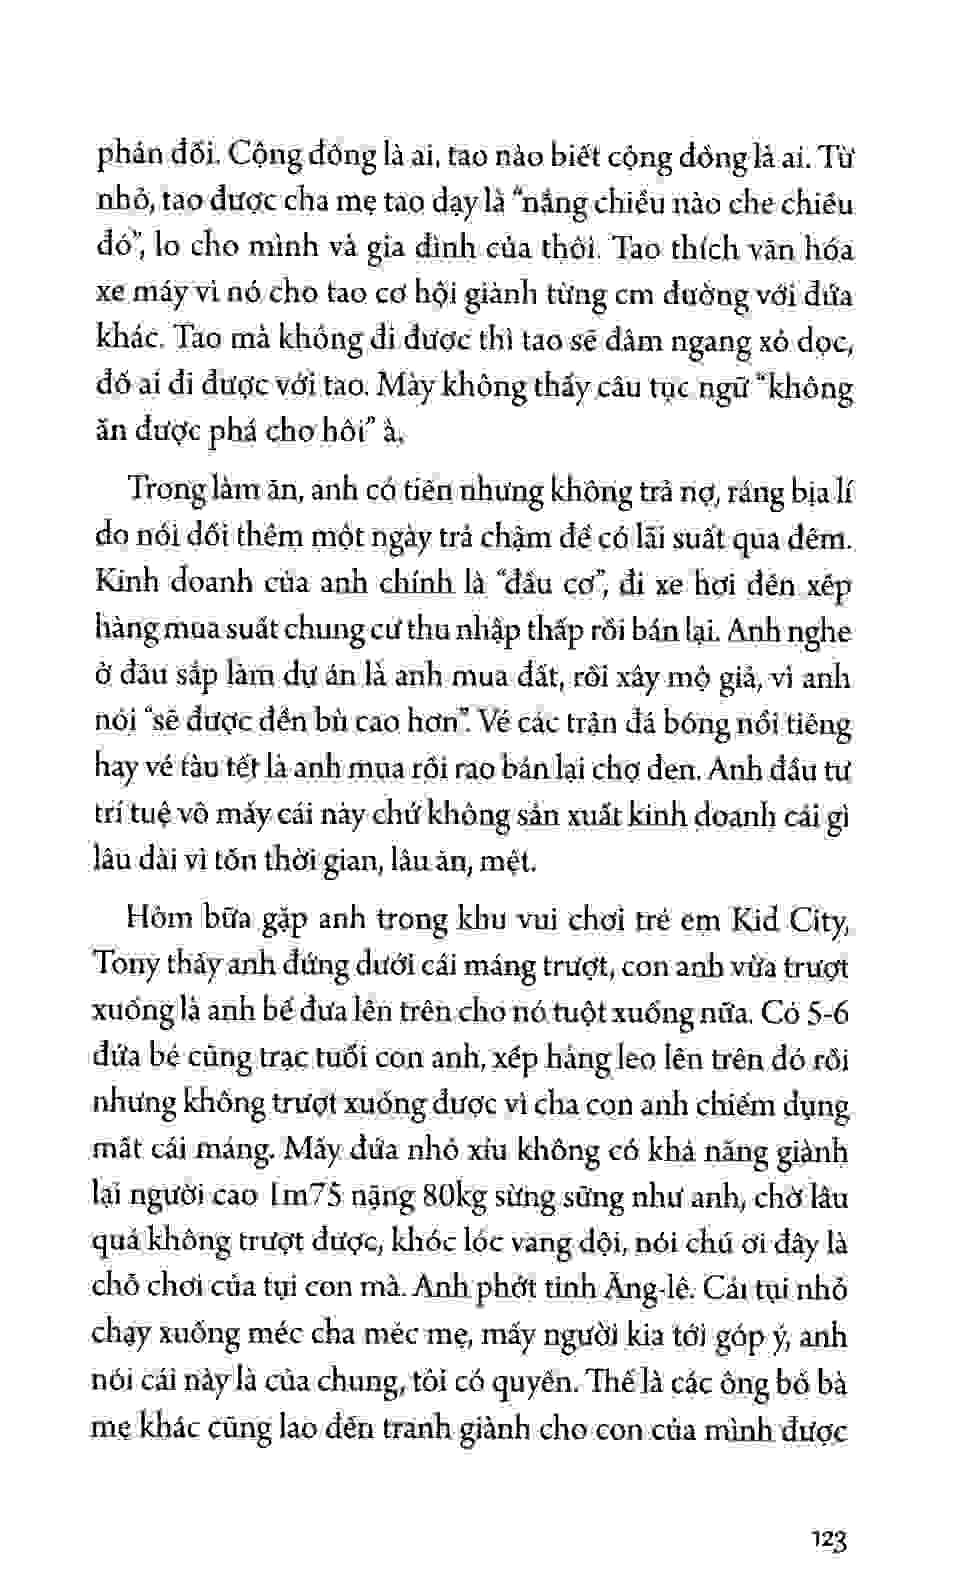 phản đối. Cộng đồng là ai, tao nào biết cộng đồng là ai. Từ
nhỏ, tao được cha mẹ tao dạy là “nắng chiều nào che chiều
đó”, lo cho mình và gia đình của thôi. Tao thích văn hóa
xe máy vì nó cho tao cơ hội giành từng cm đường với đứa
khác. Tao mà không đi được thì tao sẽ đâm ngang xỏ dọc,
đố ai đi được với tao. Mày không thấy câu tục ngữ “không
ăn được phá cho hôi” à,
Trong làm ăn, anh có tiền nhưng không trả nợ, ráng bịa lí
do nói dối thêm một ngày trả chậm để có lãi suất qua đêm.
Kinh doanh của anh chính là “đầu cơ”, đi xe hơi đến xếp
hàng mua suất chung cư thu nhập thấp rồi bán lại. Anh nghe
ở đâu sắp làm dự án là anh mua đất, rồi xây mộ giả, vì anh
nói “sẽ được đền bù cao hơn”. Vé các trận đá bóng nổi tiếng
hay vé tàu tết là anh mua rồi rao bán lại chợ đen. Anh đầu tư
trí tuệ vô mấy cái này chứ không sản xuất kinh doanh cái gì
lâu dài vì tốn thời gian, lâu ăn, mệt.
Hôm bữa gặp anh trong khu vui chơi trẻ em Kid City,
Tony thấy anh đứng dưới cái máng trượt, con anh vừa trượt
xuống là anh bế đưa lên trên cho nó tuột xuống nữa. Có 5-6
đứa bé cũng trạc tuổi con anh, xếp hàng leo lên trên đó rồi
nhưng không trượt xuống được vì cha con anh chiếm dụng
mất cái máng. Mấy đứa nhỏ xíu không có khả năng giành
lại người cao 1m75 nặng 80kg sừng sững như anh, chờ lâu
quá không trượt được, khóc lóc vang dội, nói chú ơi đây là
chỗ chơi của tụi con mà. Anh phớt tỉnh Ăng-lê. Cái tụi nhỏ
chạy xuống méc cha méc mẹ, mấy người kia tới góp ý, anh
nói cái này là của chung, tôi có quyền. Thế là các ông bố bà
mẹ khác cũng lao đến tranh giành cho con của mình được
123